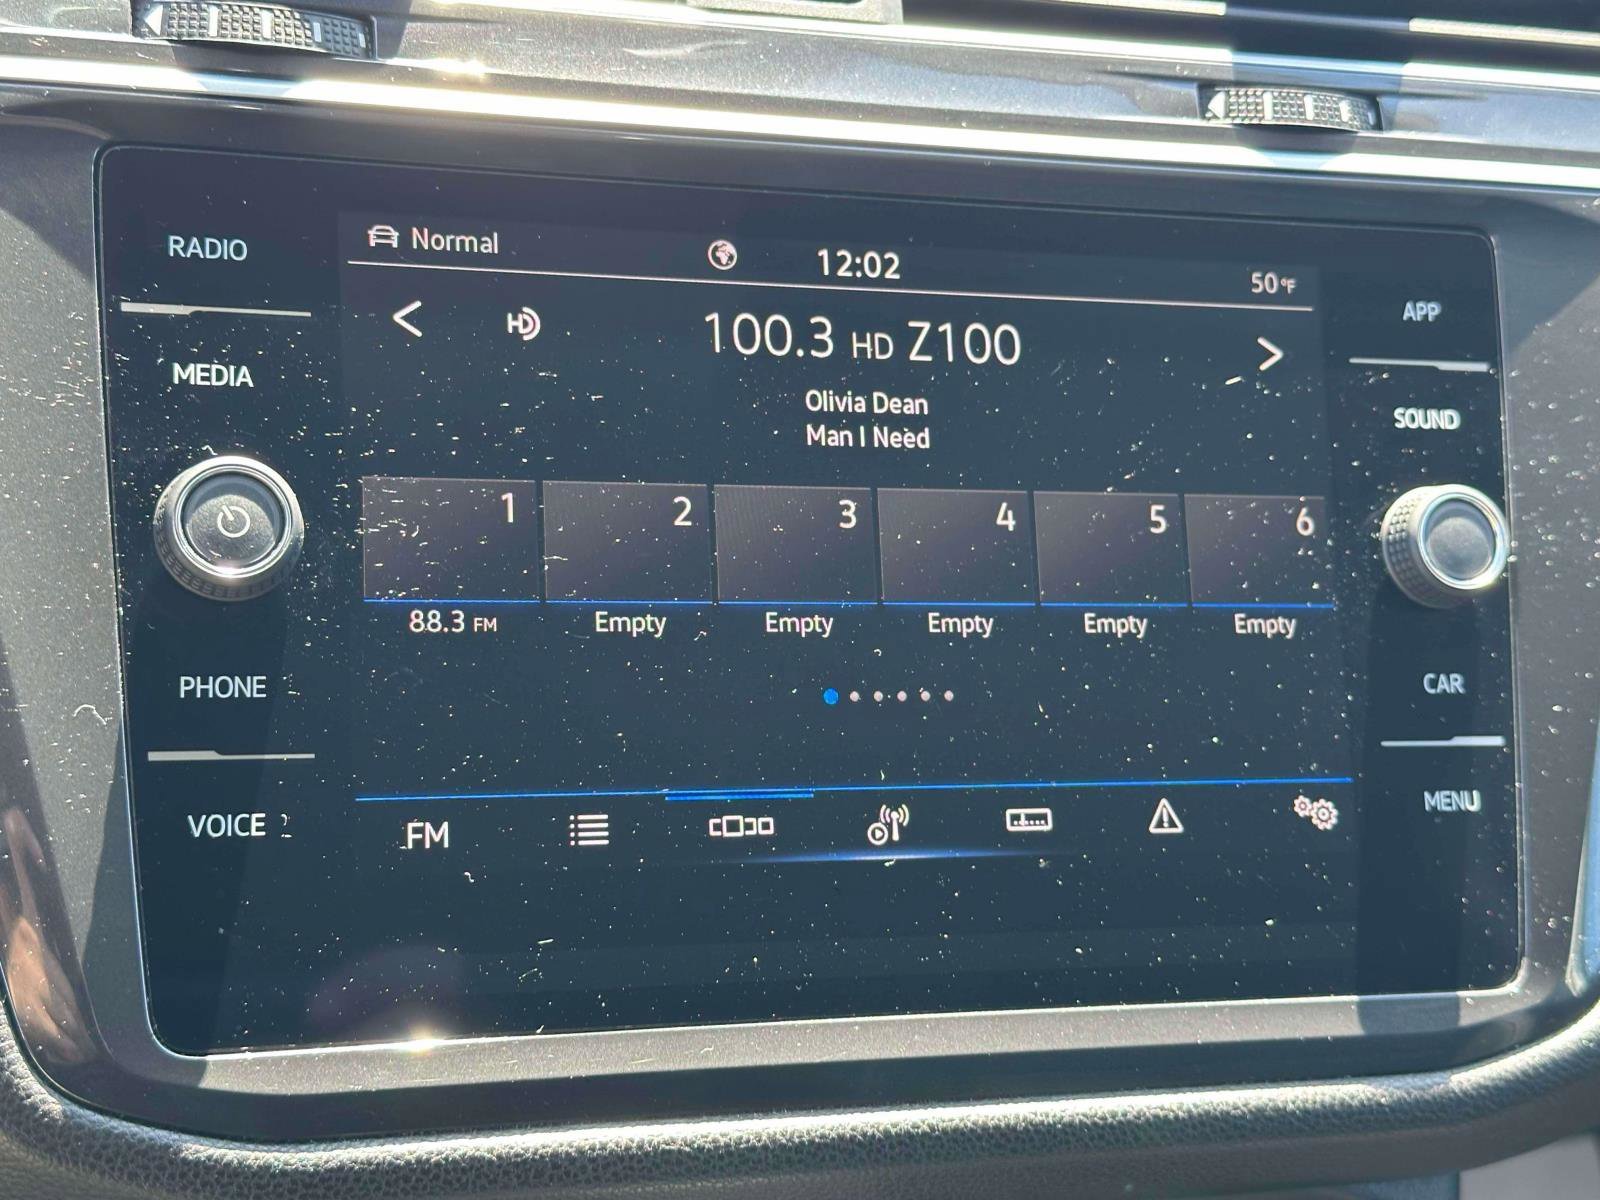 RADIO
MEDIA
PHONE
VOICE
Normal
12:02
50°F
HD
100.3 HD Z100
Olivia Dean
Man I Need
1 2 3 4 5 6
88.3 FM Empty Empty Empty Empty Empty
FM
APP
SOUND
CAR
MENU